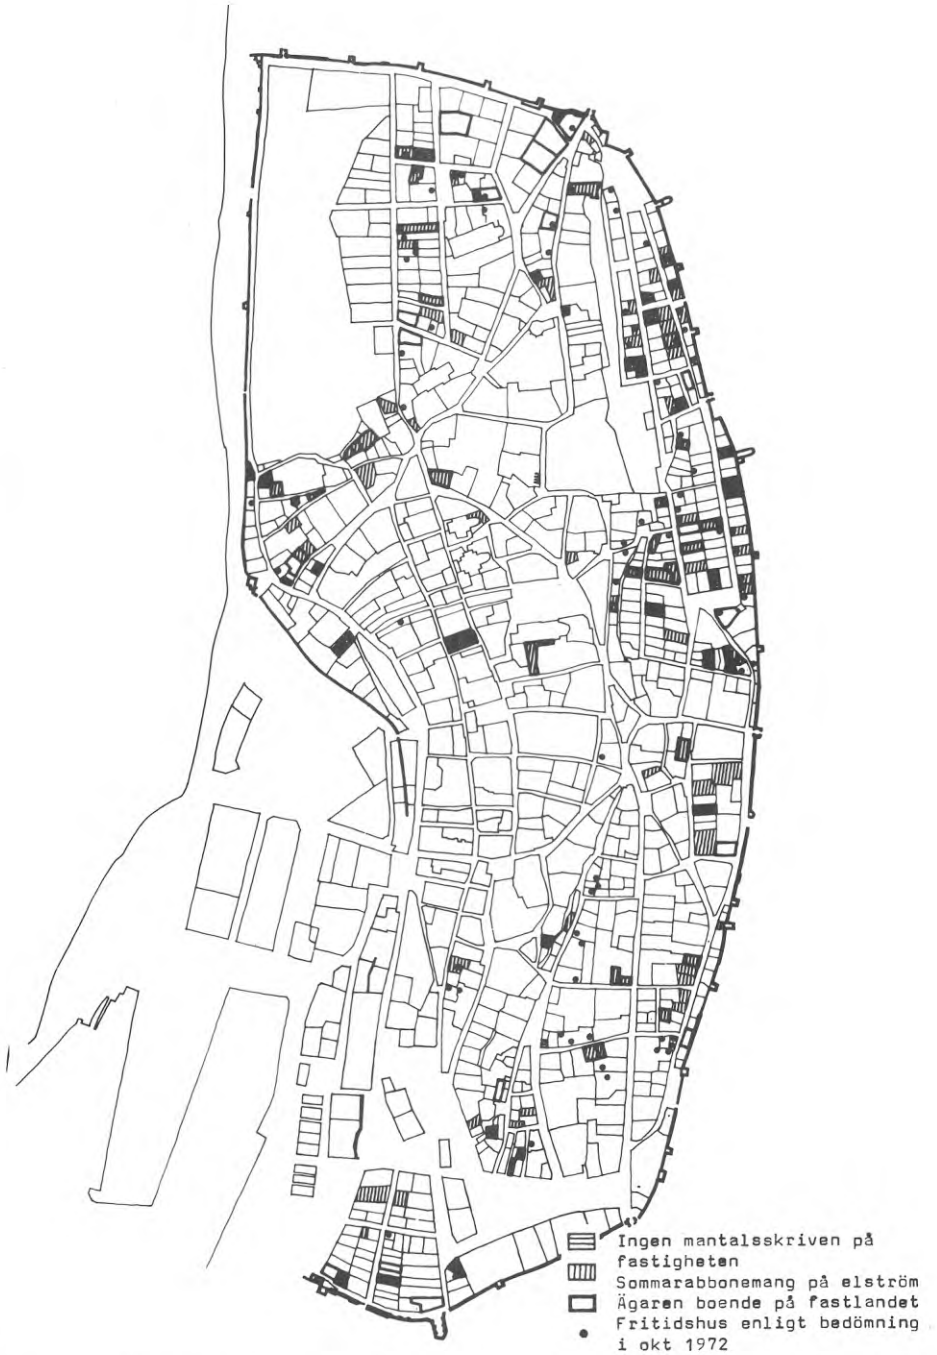 Ingen mantalsskriven på
fastigheten
Sommarabbonemang på elström
Ägaren boende på fastlandet
Fritidshus enligt bedömning
i okt 1972